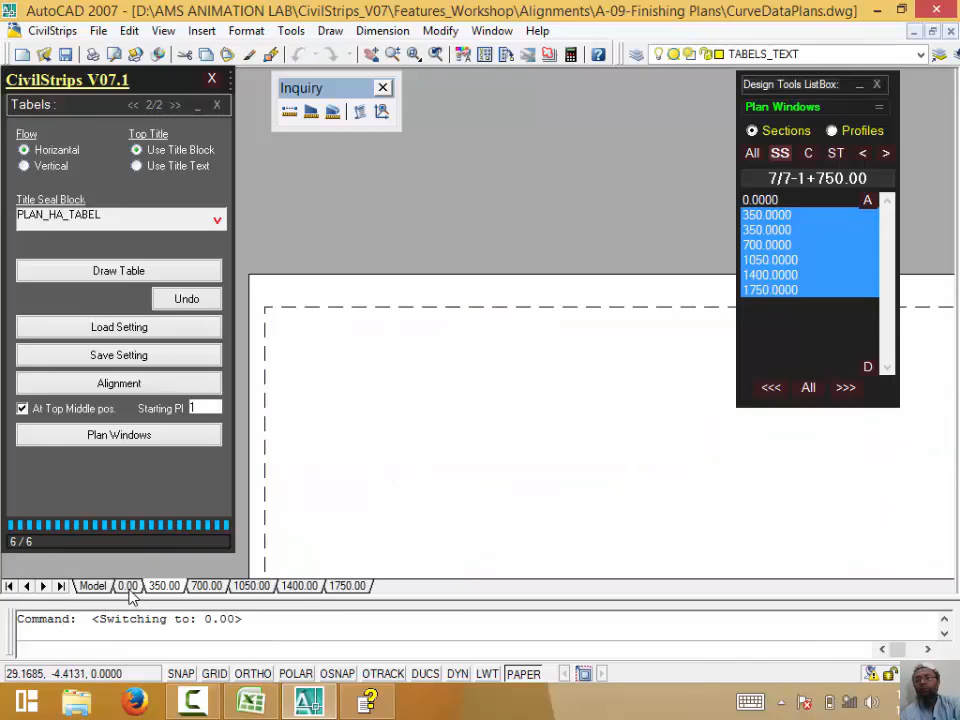 AutoCAD 2007 - [D:\AMS ANIMATION LAB\CivilStrips_V07\Features_Workshop\Alignments\A-09-Finishing Plans\CurveDataPlans.dwg]
CivilStrips File Edit View Insert Format Tools Draw Dimension Modify Window Help
TABELS_TEXT
CivilStrips V07.1 X
Tabels : << 2/2 >> _ X
Flow Top Title
Horizontal Use Title Block
Vertical Use Title Text
Title Seal Block
PLAN_HA_TABEL v
Draw Table
Undo
Load Setting
Save Setting
Alignment
At Top Middle pos. Starting PI 1
Plan Windows
6 / 6
Inquiry
Design Tools ListBox: _ X
Plan Windows =
Sections Profiles
All SS C ST < >
7/7-1+750.00
0.0000 A
350.0000
350.0000
700.0000
1050.0000
1400.0000
1750.0000
D
<<< All >>>
Model 0.00 350.00 700.00 1050.00 1400.00 1750.00
Command: <Switching to: 0.00>
29.1685, -4.4131, 0.0000 SNAP GRID ORTHO POLAR OSNAP OTRACK DUCS DYN LWT PAPER